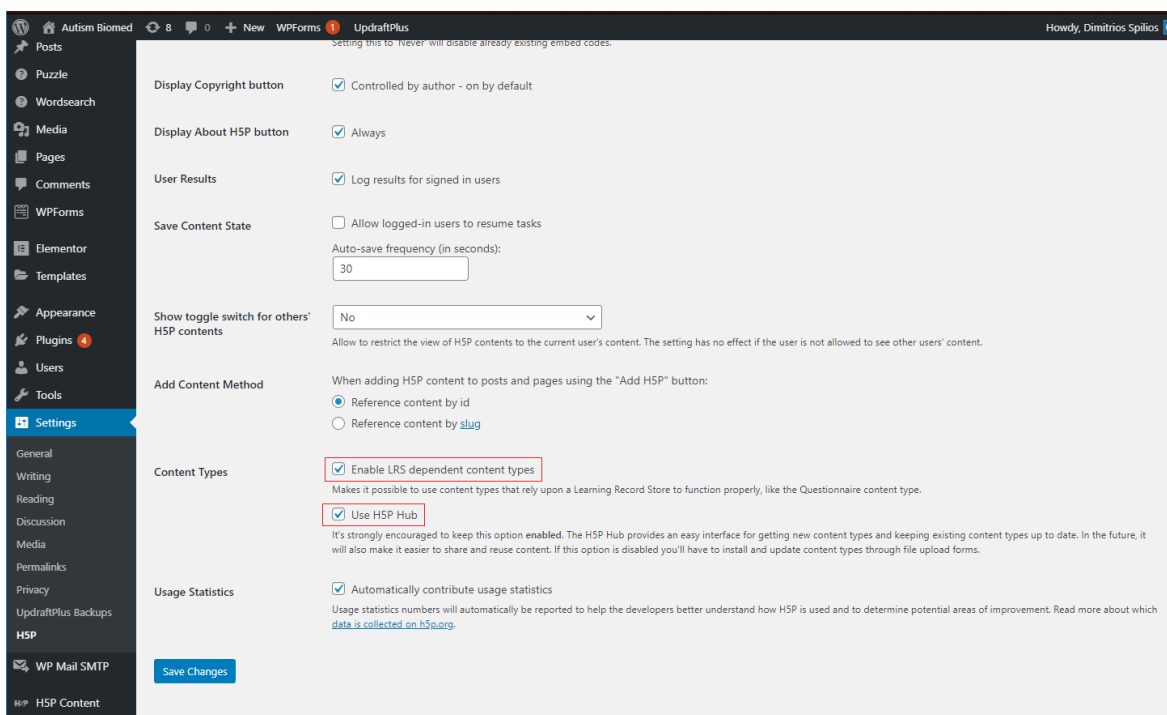 Autism Biomed 8 0 New WPForms 1 UpdraftPlus Howdy, Dimitrios Spilios
Posts
Puzzle
Wordsearch
Media
Pages
Comments
WPForms
Elementor
Templates
Appearance
Plugins 4
Users
Tools
Settings
General
Writing
Reading
Discussion
Media
Permalinks
Privacy
UpdraftPlus Backups
H5P
WP Mail SMTP
H5P H5P Content
Setting this to 'Never' will disable already existing embed codes.
Display Copyright button
Controlled by author - on by default
Display About H5P button
Always
User Results
Log results for signed in users
Save Content State
Allow logged-in users to resume tasks
Auto-save frequency (in seconds):
30
Show toggle switch for others'
H5P contents
No
Allow to restrict the view of H5P contents to the current user's content. The setting has no effect if the user is not allowed to see other users' content.
Add Content Method
When adding H5P content to posts and pages using the "Add H5P" button:
Reference content by id
Reference content by slug
Content Types
Enable LRS dependent content types
Makes it possible to use content types that rely upon a Learning Record Store to function properly, like the Questionnaire content type.
Use H5P Hub
It's strongly encouraged to keep this option enabled. The H5P Hub provides an easy interface for getting new content types and keeping existing content types up to date. In the future, it
will also make it easier to share and reuse content. If this option is disabled you'll have to install and update content types through file upload forms.
Usage Statistics
Automatically contribute usage statistics
Usage statistics numbers will automatically be reported to help the developers better understand how H5P is used and to determine potential areas of improvement. Read more about which
data is collected on h5p.org.
Save Changes